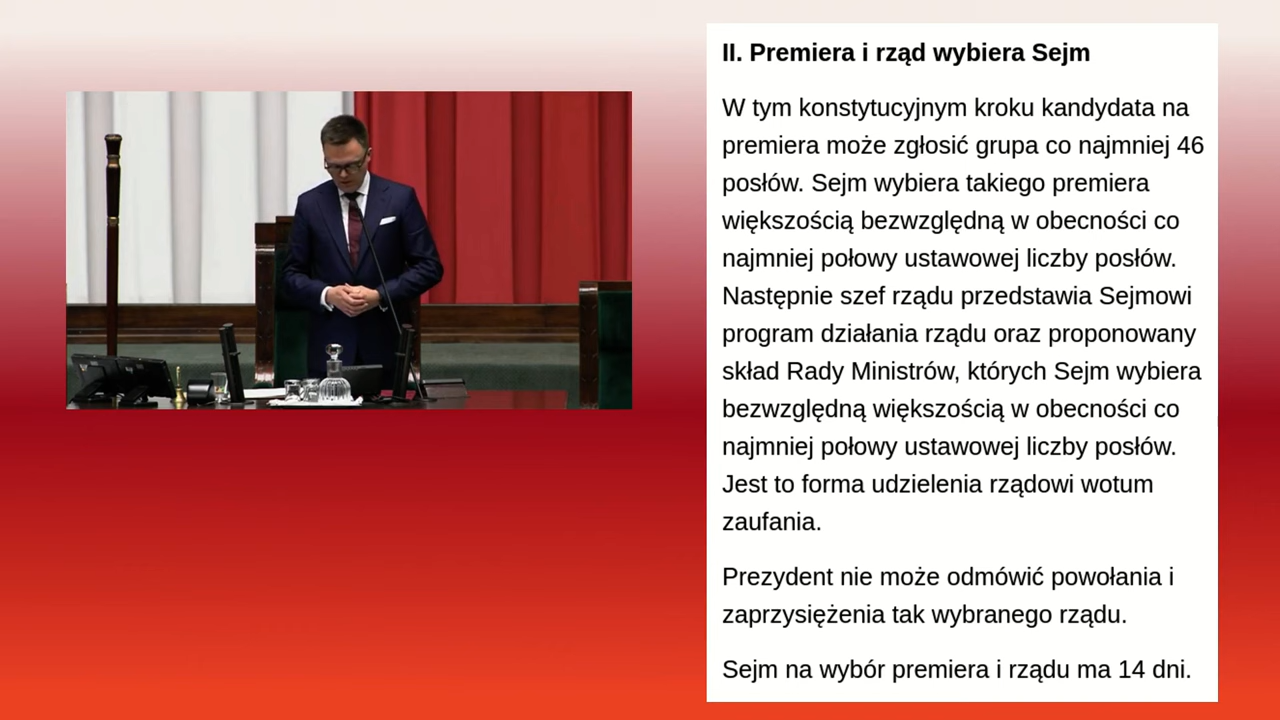 II. Premiera i rząd wybiera Sejm
W tym konstytucyjnym kroku kandydata na
premiera może zgłosić grupa co najmniej 46
posłów. Sejm wybiera takiego premiera
większością bezwzględną w obecności co
najmniej połowy ustawowej liczby posłów.
Następnie szef rządu przedstawia Sejmowi
program działania rządu oraz proponowany
skład Rady Ministrów, których Sejm wybiera
bezwzględną większością w obecności co
najmniej połowy ustawowej liczby posłów.
Jest to forma udzielenia rządowi wotum
zaufania.
Prezydent nie może odmówić powołania i
zaprzysiężenia tak wybranego rządu.
Sejm na wybór premiera i rządu ma 14 dni.